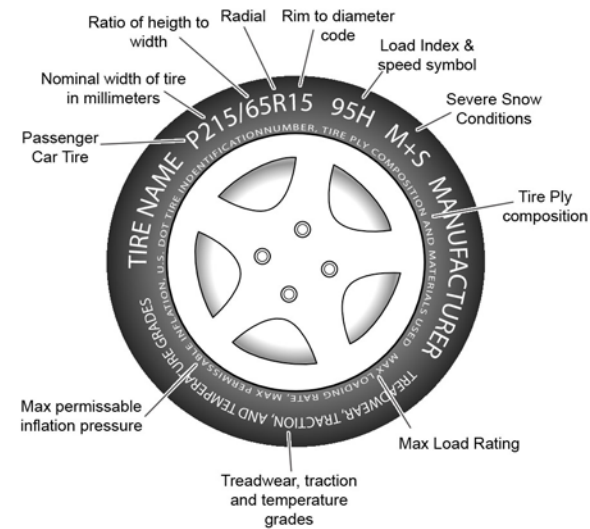 Ratio of heigth to
width
Radial
Rim to diameter
code
Load Index &
speed symbol
Nominal width of tire
in millimeters
Severe Snow
Conditions
Passenger
Car Tire
Tire Ply
composition
TIRE NAME P215/65R15 95H M+S MANUFACTURER
TREADWEAR, TRACTION, AND TEMPERATURE GRADES
MAX LOADING RATE, MAX PERMISSABLE INFLATION, U.S. DOT TIRE INDENTIFICATIONNUMBER, TIRE PLY COMPOSITION AND MATERIALS USED
Max permissable
inflation pressure
Max Load Rating
Treadwear, traction
and temperature
grades